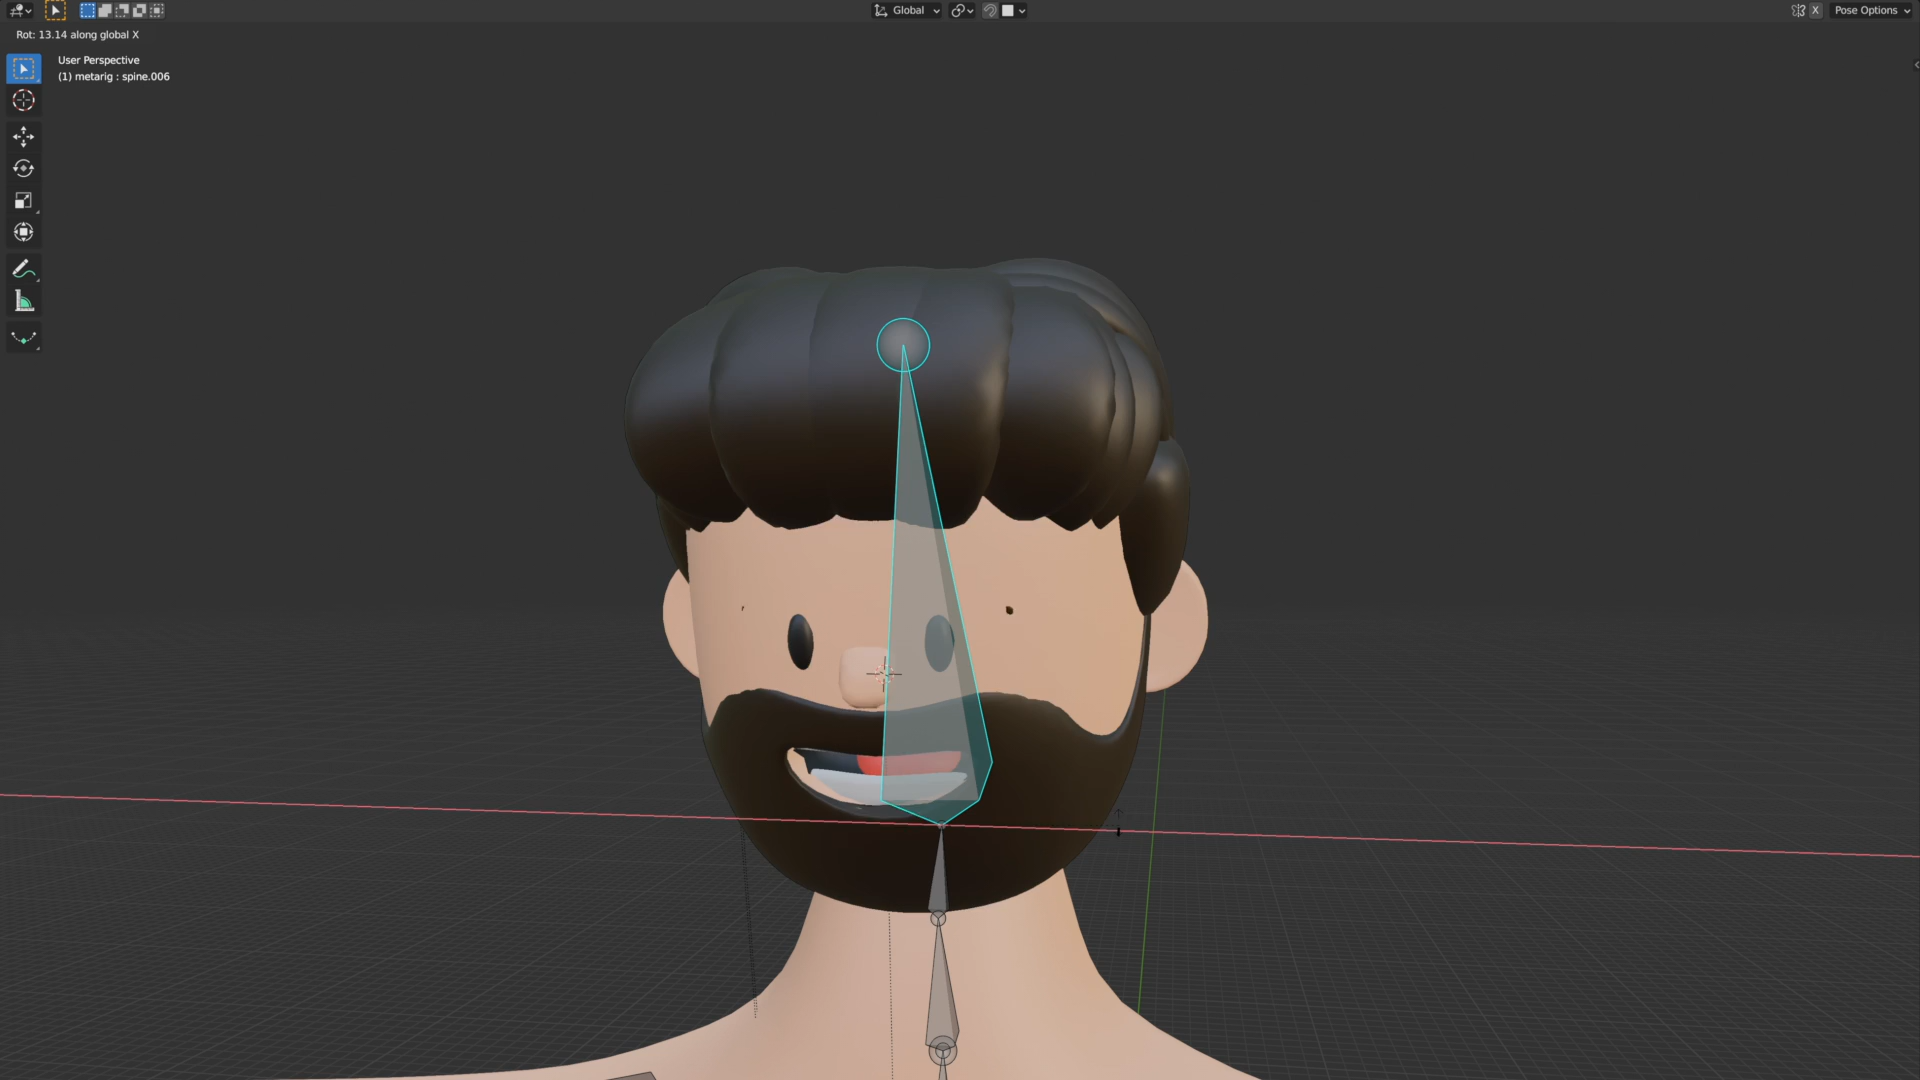 Global
X
Pose Options
Rot: 13.14 along global X
User Perspective
(1) metarig : spine.006